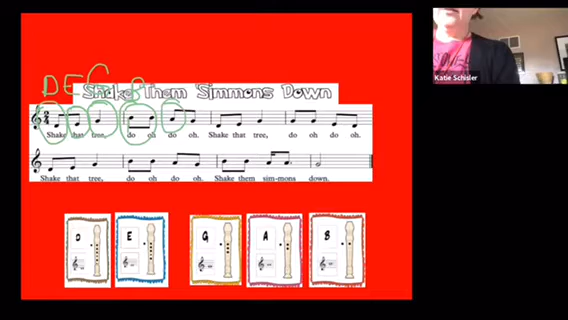 D E G B
Shake Them Simmons Down
Shake that tree, do oh do oh. Shake that tree, do oh do oh.
Shake that tree, do oh do oh. Shake them sim-mons down.
D E G A B
Katie Schisler